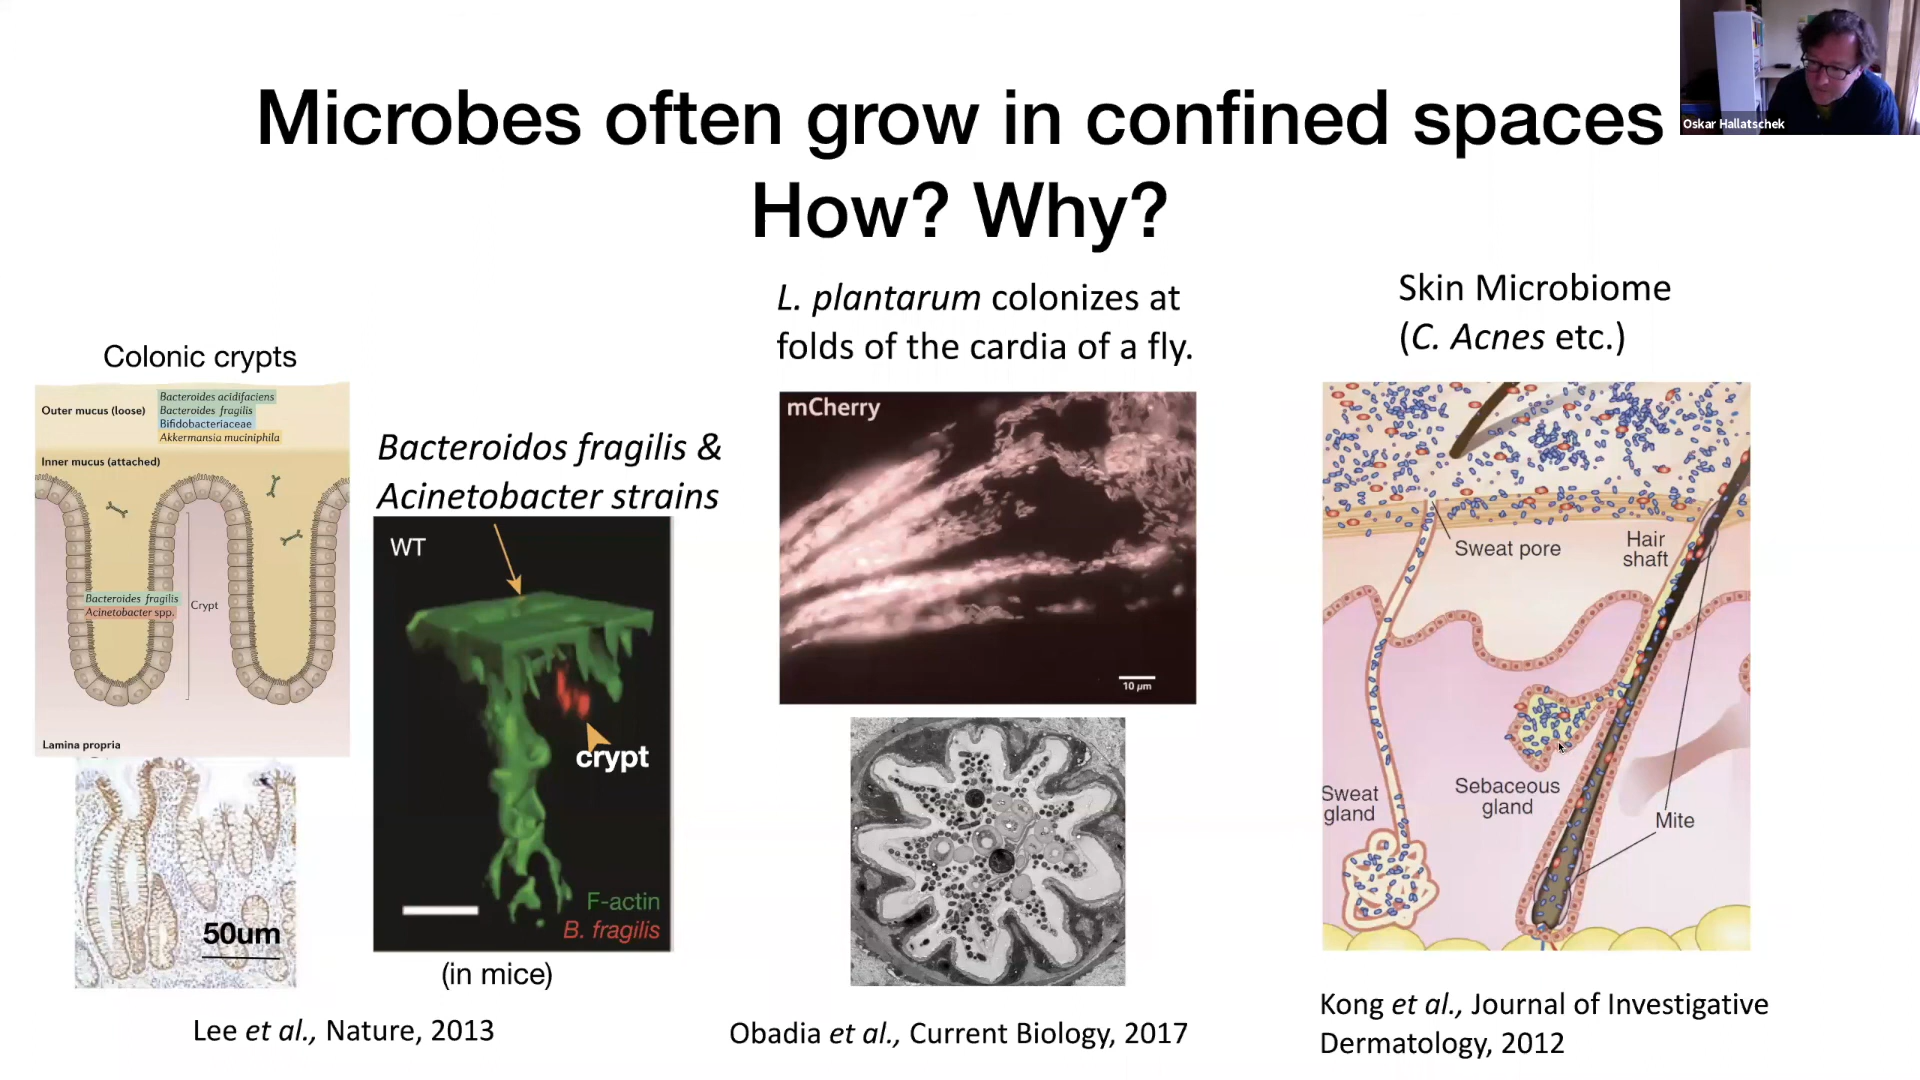 Microbes often grow in confined spaces
How? Why?
Oskar Hallatschek
Colonic crypts
Outer mucus (loose)
Bacteroides acidifaciens
Bacteroides fragilis
Bifidobacteriaceae
Akkermansia muciniphila
Inner mucus (attached)
Bacteroides fragilis
Acinetobacter spp.
Crypt
Lamina propria
50um
Bacteroidos fragilis &
Acinetobacter strains
WT
crypt
F-actin
B. fragilis
(in mice)
Lee et al., Nature, 2013
L. plantarum colonizes at
folds of the cardia of a fly.
mCherry
10 µm
Obadia et al., Current Biology, 2017
Skin Microbiome
(C. Acnes etc.)
Sweat pore
Hair
shaft
Sebaceous
gland
Sweat
gland
Mite
Kong et al., Journal of Investigative
Dermatology, 2012